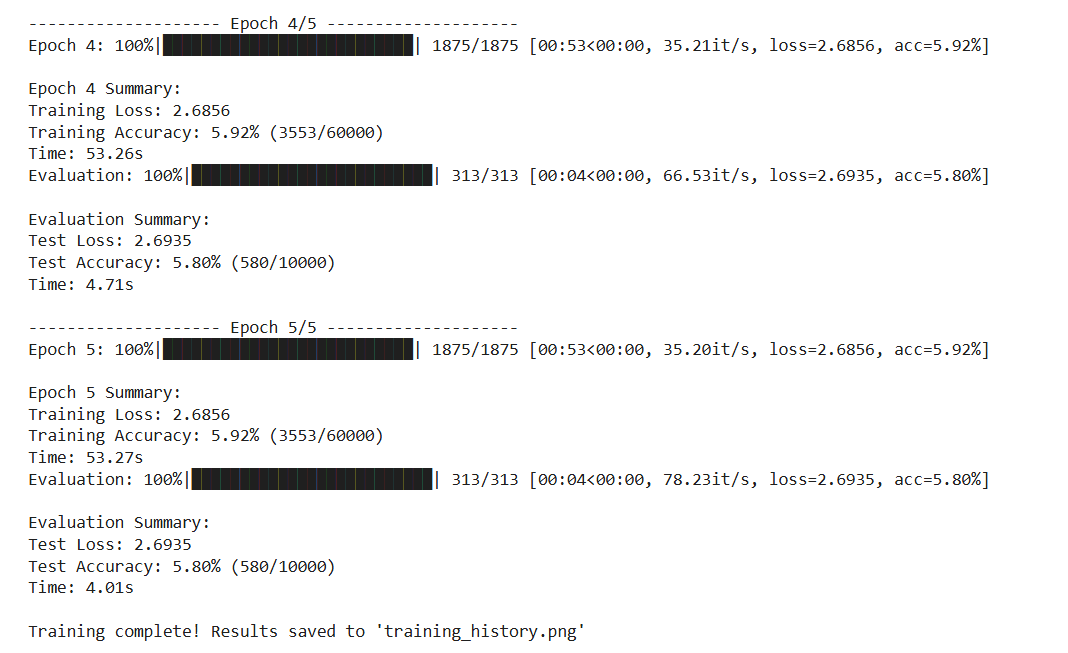 -------------------- Epoch 4/5 --------------------
Epoch 4: 100%|██████████████████████████| 1875/1875 [00:53<00:00, 35.21it/s, loss=2.6856, acc=5.92%]
Epoch 4 Summary:
Training Loss: 2.6856
Training Accuracy: 5.92% (3553/60000)
Time: 53.26s
Evaluation: 100%|█████████████████████████| 313/313 [00:04<00:00, 66.53it/s, loss=2.6935, acc=5.80%]
Evaluation Summary:
Test Loss: 2.6935
Test Accuracy: 5.80% (580/10000)
Time: 4.71s
-------------------- Epoch 5/5 --------------------
Epoch 5: 100%|██████████████████████████| 1875/1875 [00:53<00:00, 35.20it/s, loss=2.6856, acc=5.92%]
Epoch 5 Summary:
Training Loss: 2.6856
Training Accuracy: 5.92% (3553/60000)
Time: 53.27s
Evaluation: 100%|█████████████████████████| 313/313 [00:04<00:00, 78.23it/s, loss=2.6935, acc=5.80%]
Evaluation Summary:
Test Loss: 2.6935
Test Accuracy: 5.80% (580/10000)
Time: 4.01s
Training complete! Results saved to 'training_history.png'